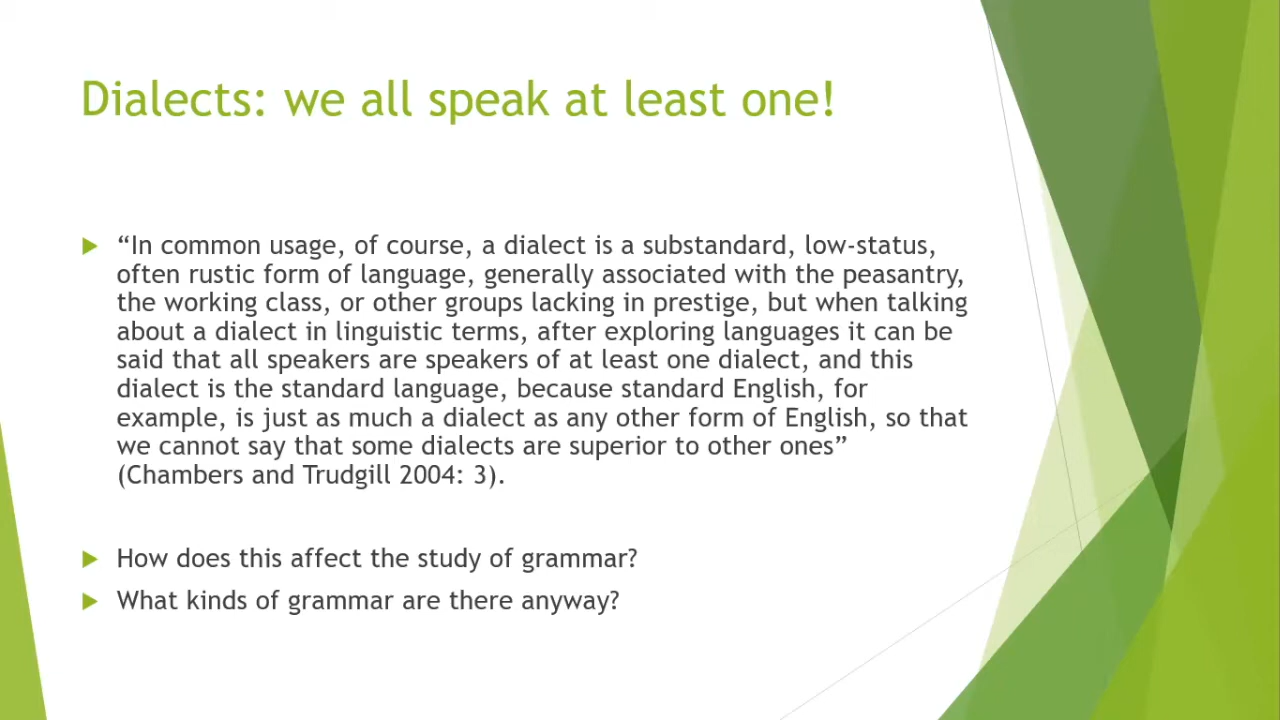 Dialects: we all speak at least one!
“In common usage, of course, a dialect is a substandard, low-status,
often rustic form of language, generally associated with the peasantry,
the working class, or other groups lacking in prestige, but when talking
about a dialect in linguistic terms, after exploring languages it can be
said that all speakers are speakers of at least one dialect, and this
dialect is the standard language, because standard English, for
example, is just as much a dialect as any other form of English, so that
we cannot say that some dialects are superior to other ones”
(Chambers and Trudgill 2004: 3).
How does this affect the study of grammar?
What kinds of grammar are there anyway?